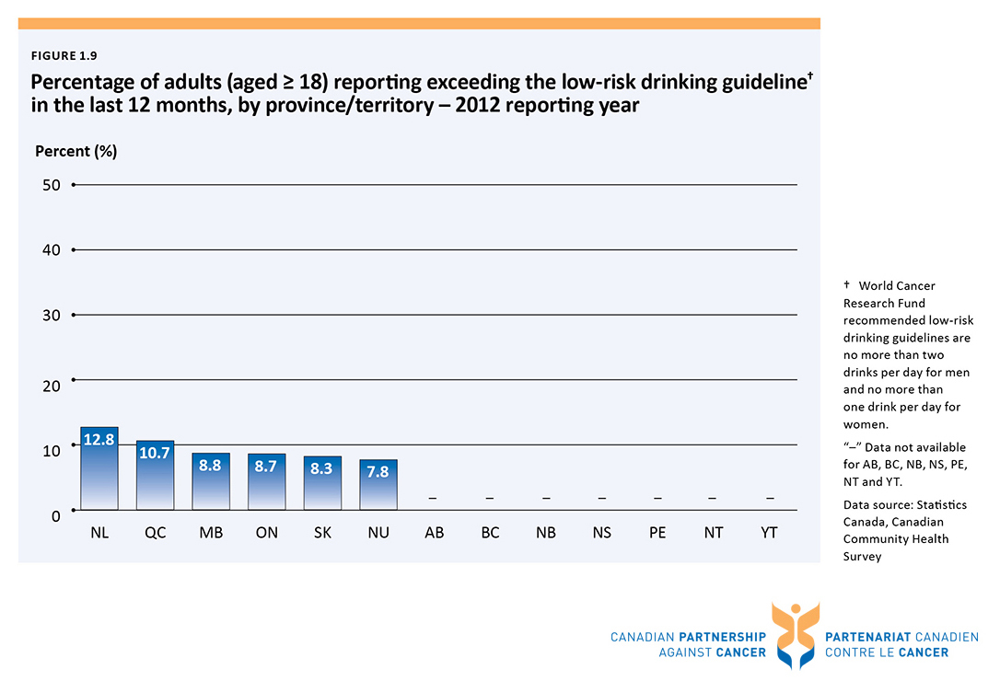 FIGURE 1.9
Percentage of adults (aged ≥ 18) reporting exceeding the low-risk drinking guideline†
in the last 12 months, by province/territory – 2012 reporting year
Percent (%)
50
40
30
20
10
0
12.8
10.7
8.8
8.7
8.3
7.8
– – – – – – –
NL QC MB ON SK NU AB BC NB NS PE NT YT
† World Cancer
Research Fund
recommended low-risk
drinking guidelines are
no more than two
drinks per day for men
and no more than
one drink per day for
women.
“–” Data not available
for AB, BC, NB, NS, PE,
NT and YT.
Data source: Statistics
Canada, Canadian
Community Health
Survey
CANADIAN PARTNERSHIP
AGAINST CANCER
PARTENARIAT CANADIEN
CONTRE LE CANCER